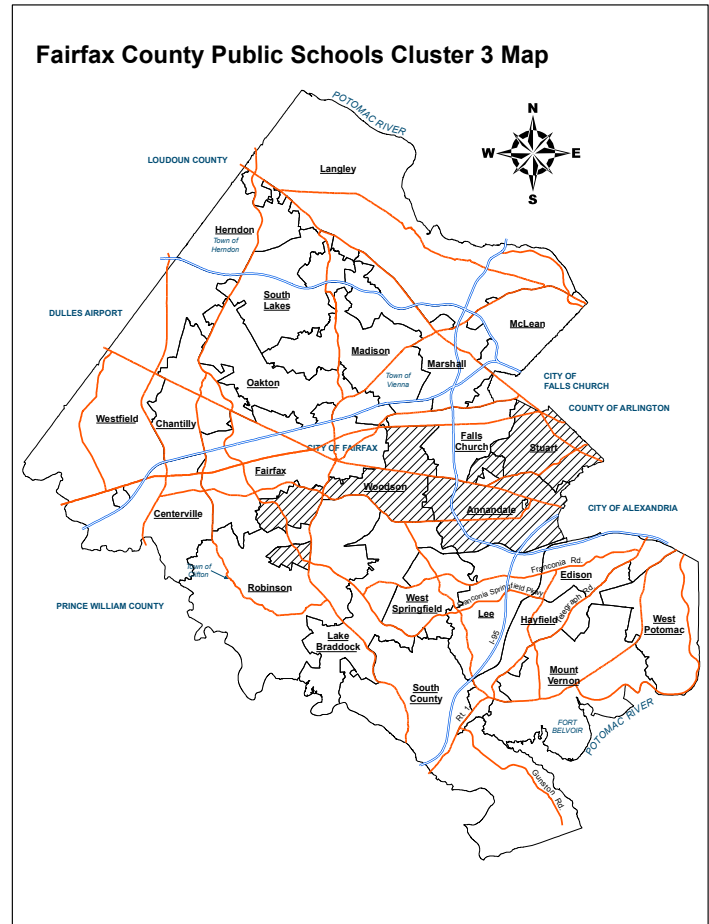 Fairfax County Public Schools Cluster 3 Map
POTOMAC RIVER
N
W
E
S
LOUDOUN COUNTY
Langley
Herndon
Town of
Herndon
South
Lakes
DULLES AIRPORT
McLean
Madison
Marshall
Town of
Vienna
CITY OF
FALLS CHURCH
Oakton
COUNTY OF ARLINGTON
Westfield
Chantilly
CITY OF FAIRFAX
Falls
Church
Stuart
Fairfax
Woodson
Annandale
CITY OF ALEXANDRIA
Centerville
Town of
Clifton
Robinson
Franconia Rd.
Edison
PRINCE WILLIAM COUNTY
West
Springfield
Franconia Springfield Pkwy
Lee
Hayfield
Telegraph Rd.
West
Potomac
Lake
Braddock
I-95
Mount
Vernon
South
County
Rt. 1
FORT
BELVOIR
POTOMAC RIVER
Gunston Rd.